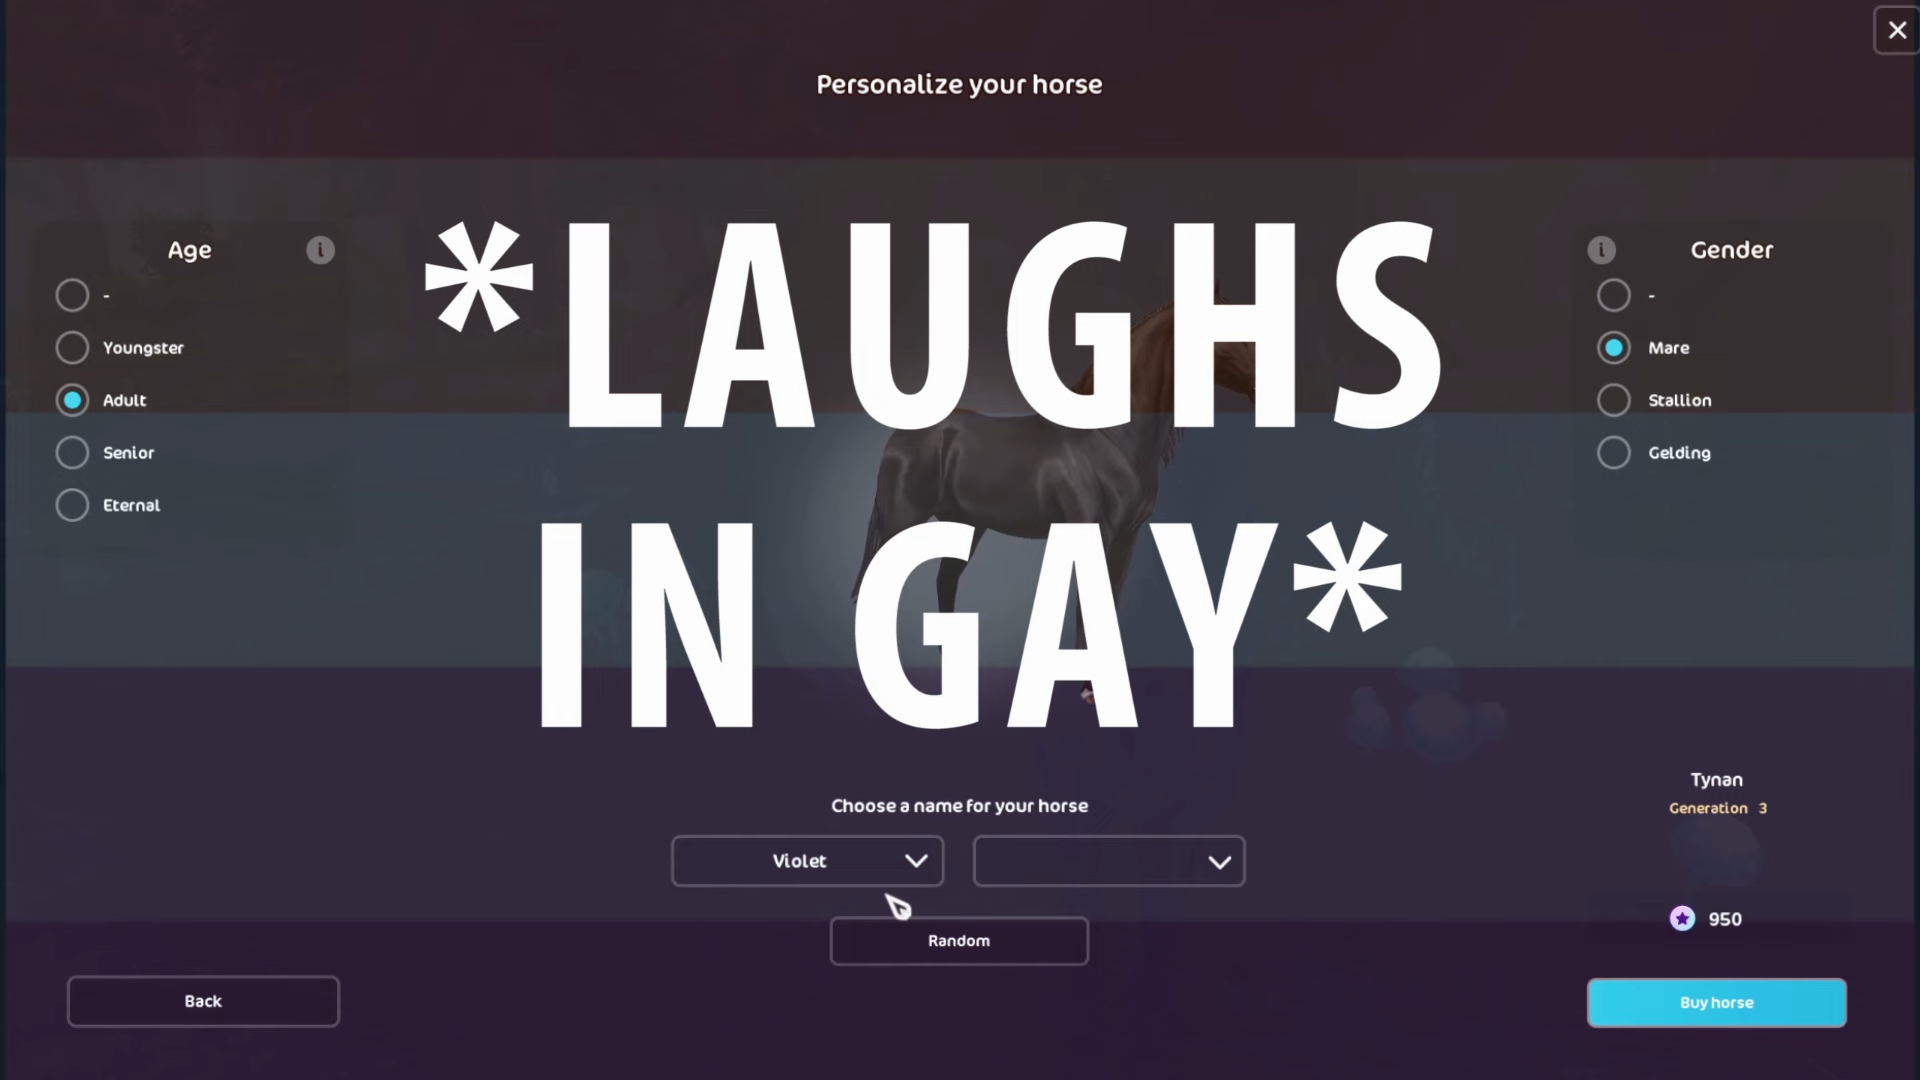 Personalize your horse
*LAUGHS
IN GAY*
Age
i
-
Youngster
Adult
Senior
Eternal
i
Gender
-
Mare
Stallion
Gelding
Choose a name for your horse
Violet
Random
Tynan
Generation 3
950
Back
Buy horse